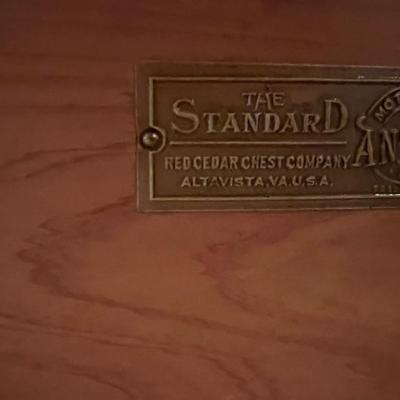 THE
STANDARD
RED CEDAR CHEST COMPANY
ALTAVISTA, VA, U.S.A.